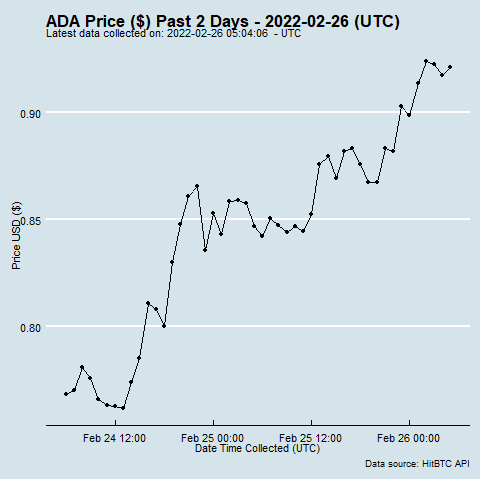 ADA Price ($) Past 2 Days - 2022-02-26 (UTC)
Latest data collected on: 2022-02-26 05:04:06 - UTC
Price USD ($)
0.90
0.85
0.80
Feb 24 12:00
Feb 25 00:00
Feb 25 12:00
Feb 26 00:00
Date Time Collected (UTC)
Data source: HitBTC API